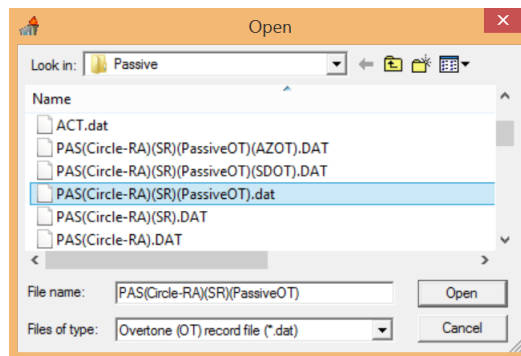 Open
Look in: Passive
Name
ACT.dat
PAS(Circle-RA)(SR)(PassiveOT)(AZOT).DAT
PAS(Circle-RA)(SR)(PassiveOT)(SDOT).DAT
PAS(Circle-RA)(SR)(PassiveOT).dat
PAS(Circle-RA)(SR).DAT
PAS(Circle-RA).DAT
File name: PAS(Circle-RA)(SR)(PassiveOT) Open
Files of type: Overtone (OT) record file (*.dat) Cancel